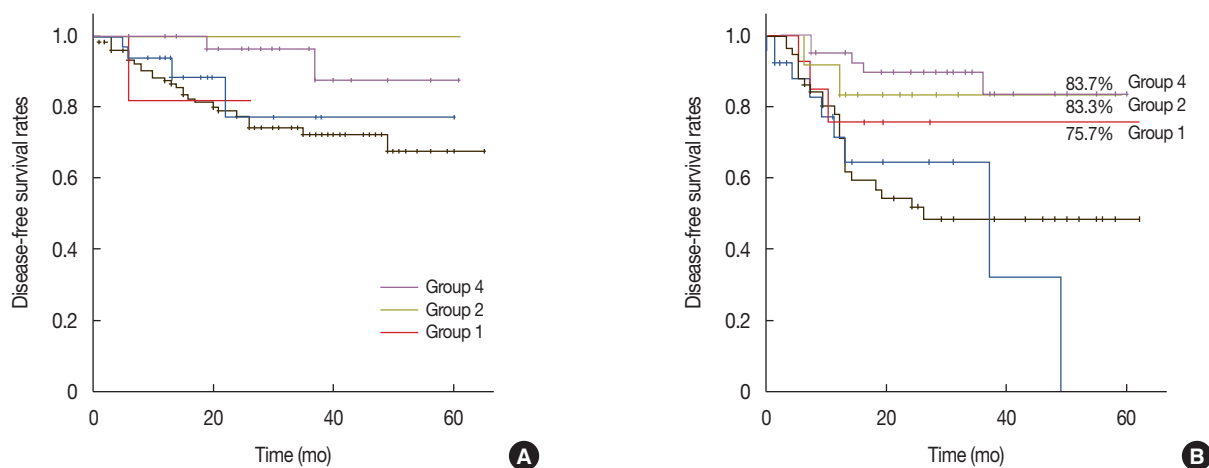 Disease-free survival rates
1.0
0.8
0.6
0.4
0.2
0
0 20 40 60
Time (mo)
Group 4
Group 2
Group 1
A
Disease-free survival rates
1.0
0.8
0.6
0.4
0.2
0
0 20 40 60
Time (mo)
83.7% Group 4
83.3% Group 2
75.7% Group 1
B